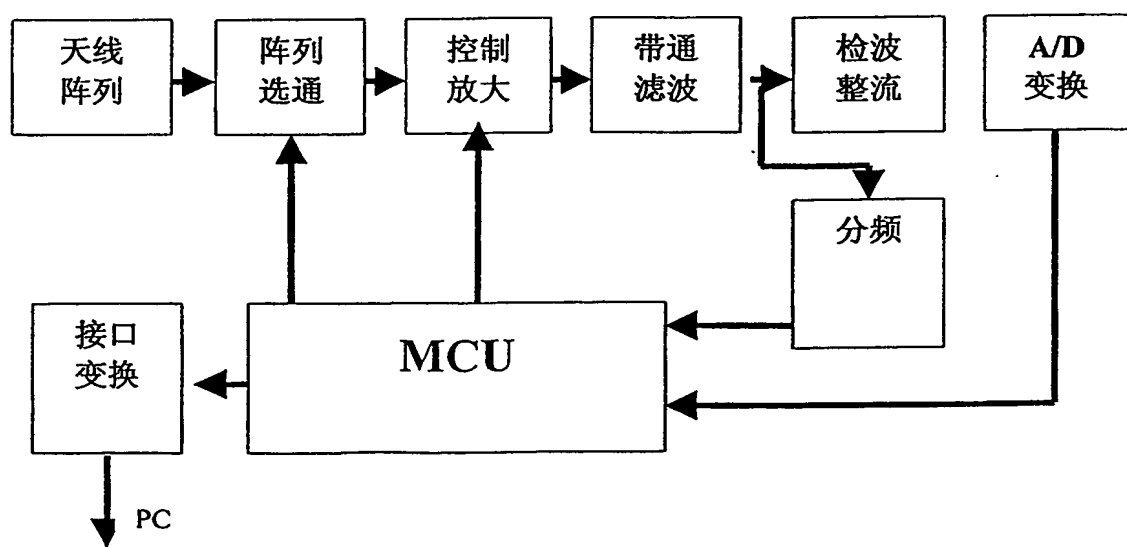 天线
阵列
阵列
选通
控制
放大
带通
滤波
检波
整流
A/D
变换
分频
接口
变换
MCU
PC